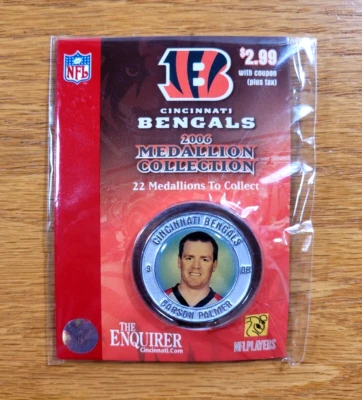 NFL
B
$2.99
with coupon
(plus tax)
CINCINNATI
BENGALS
2006
MEDALLION
COLLECTION
22 Medallions To Collect
CINCINNATI BENGALS
9
QB
CARSON PALMER
THE
ENQUIRER
Cincinnati.Com
NFLPLAYERS